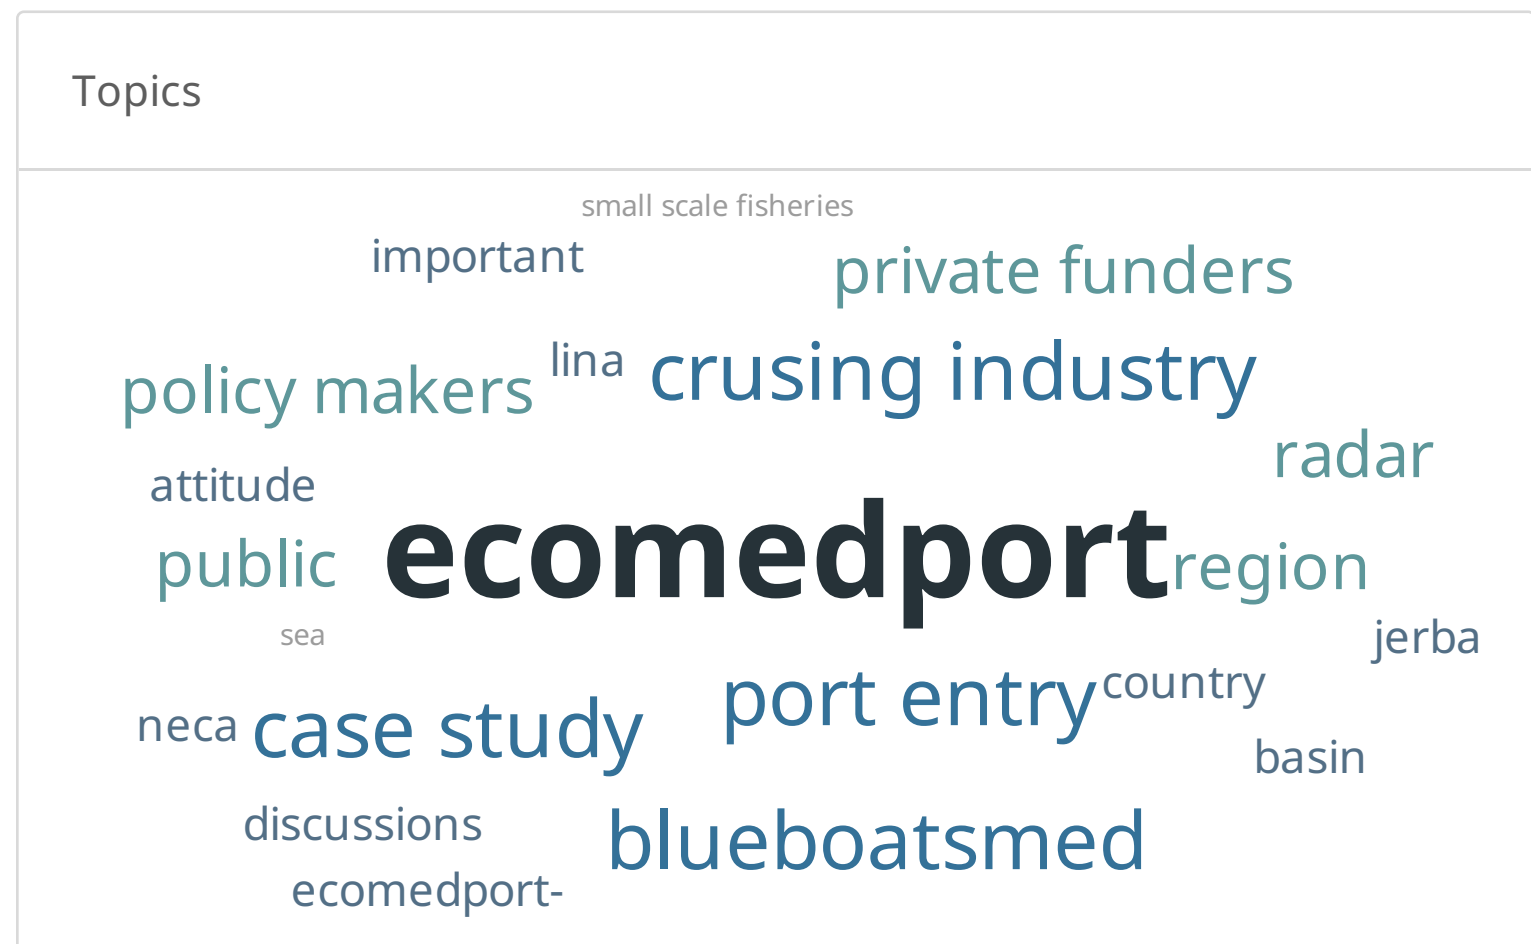 Topics
small scale fisheries
important
private funders
lina
crusing industry
policy makers
radar
attitude
ecomedport
public
region
sea
jerba
port entry
country
neca
case study
basin
discussions
blueboatsmed
ecomedport-